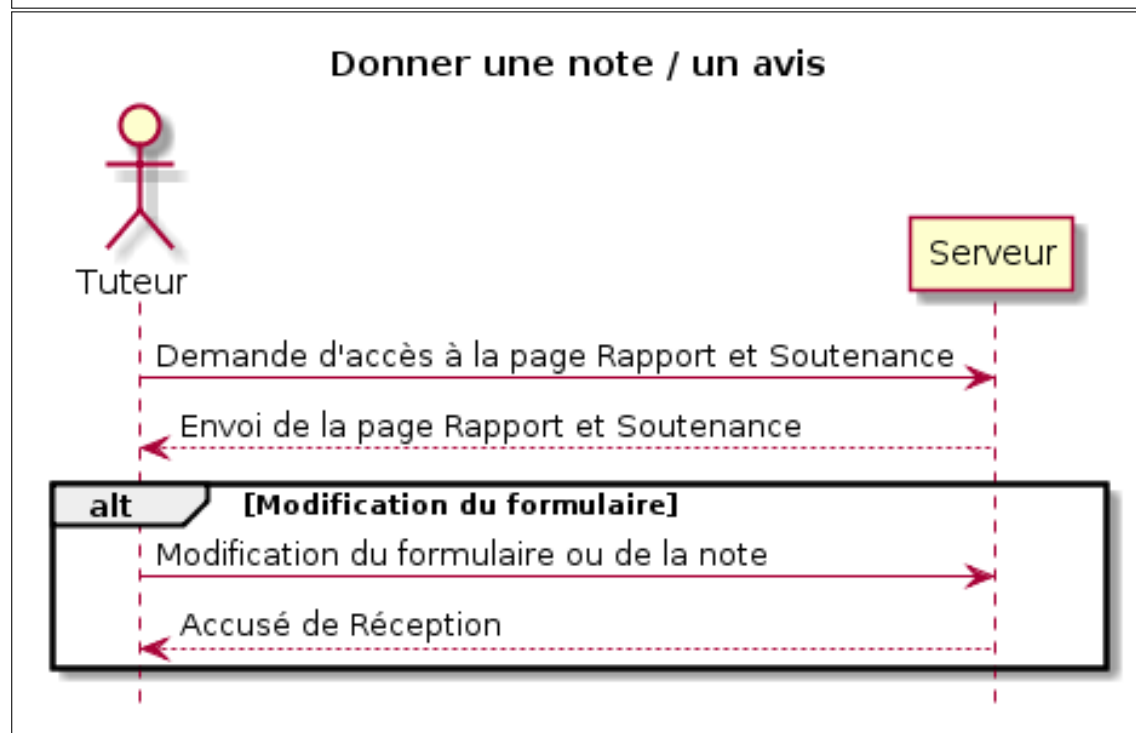 Donner une note / un avis
Tuteur
Serveur
Demande d'accès à la page Rapport et Soutenance
Envoi de la page Rapport et Soutenance
alt [Modification du formulaire]
Modification du formulaire ou de la note
Accusé de Réception